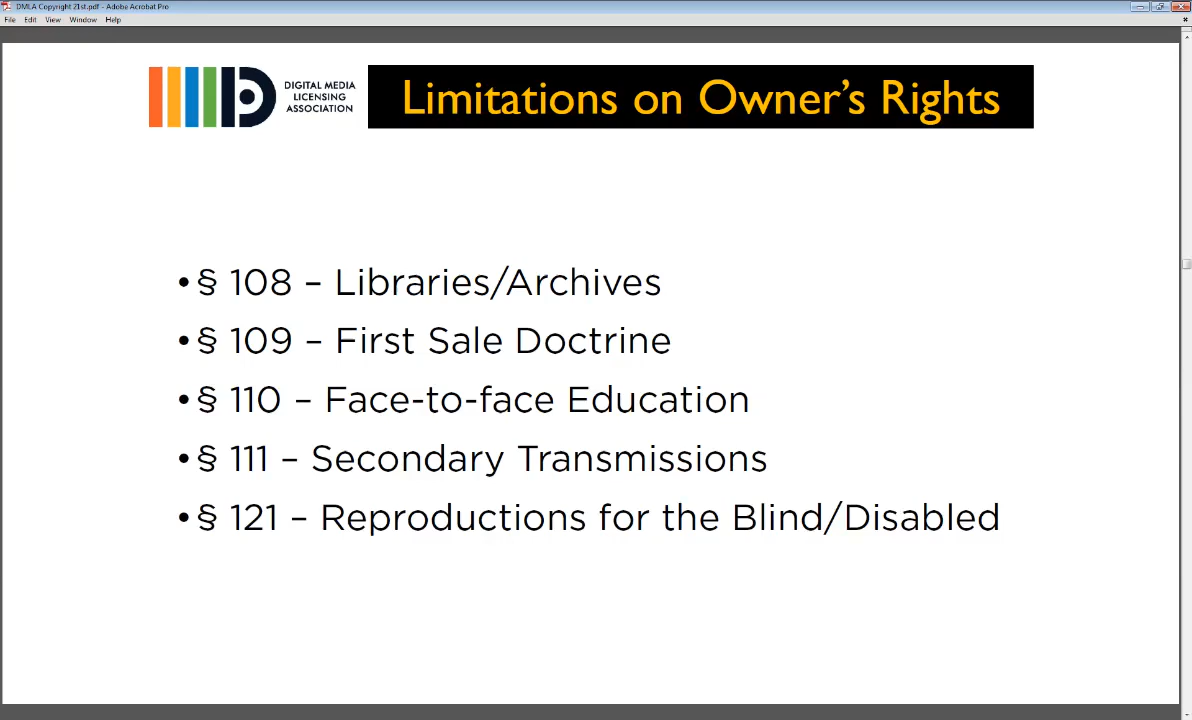 DMLA Copyright 21st.pdf - Adobe Acrobat Pro
File Edit View Window Help
DIGITAL MEDIA
LICENSING
ASSOCIATION
Limitations on Owner's Rights
•§ 108 – Libraries/Archives
•§ 109 – First Sale Doctrine
•§ 110 – Face-to-face Education
•§ 111 – Secondary Transmissions
•§ 121 – Reproductions for the Blind/Disabled